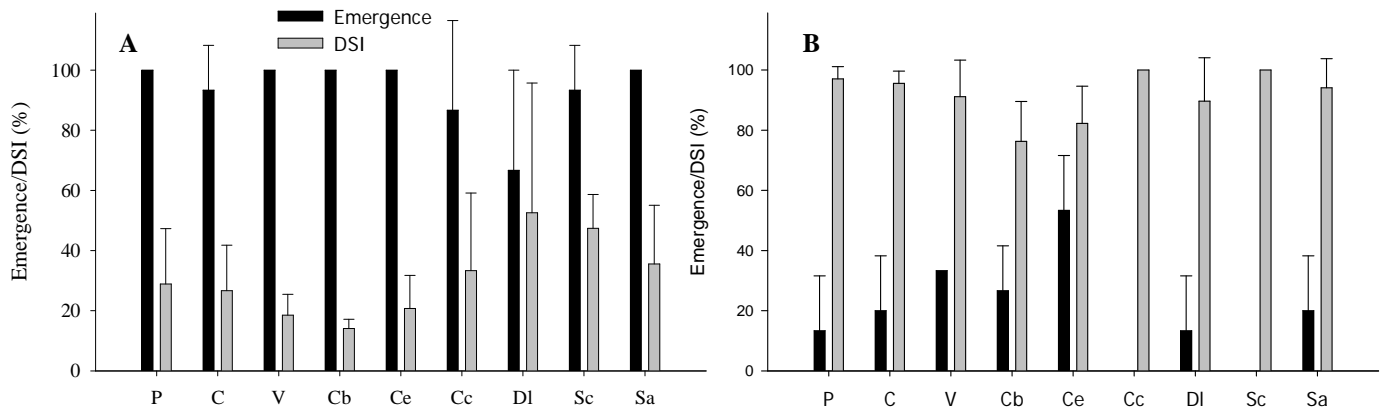 A
Emergence
DSI
Emergence/DSI (%)
100
80
60
40
20
0
P C V Cb Ce Cc Dl Sc Sa
B
Emergence/DSI (%)
100
80
60
40
20
0
P C V Cb Ce Cc Dl Sc Sa